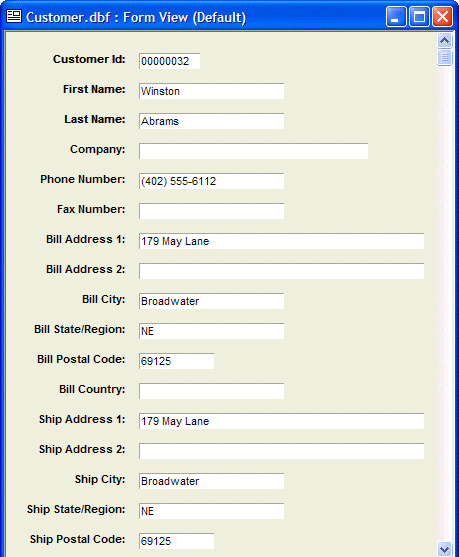 Customer.dbf : Form View (Default)
Customer Id: 00000032
First Name: Winston
Last Name: Abrams
Company:
Phone Number: (402) 555-6112
Fax Number:
Bill Address 1: 179 May Lane
Bill Address 2:
Bill City: Broadwater
Bill State/Region: NE
Bill Postal Code: 69125
Bill Country:
Ship Address 1: 179 May Lane
Ship Address 2:
Ship City: Broadwater
Ship State/Region: NE
Ship Postal Code: 69125